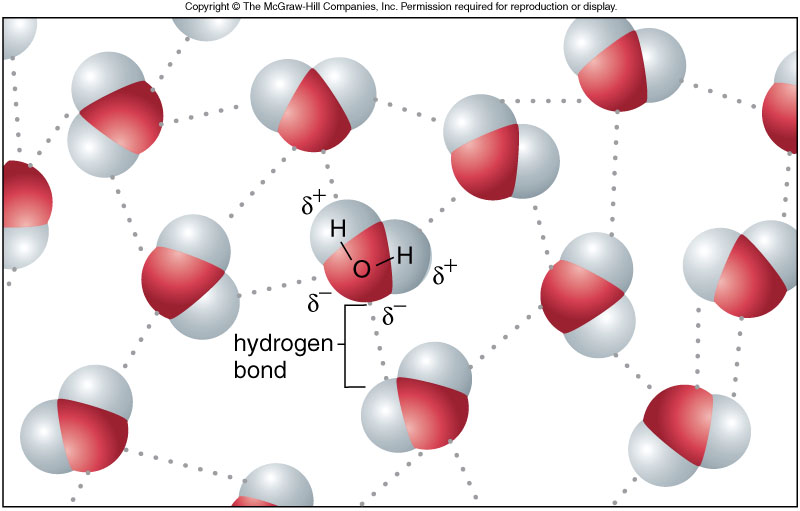 Copyright © The McGraw-Hill Companies, Inc. Permission required for reproduction or display.
δ+
H
H
O
δ+
δ−
δ−
hydrogen
bond